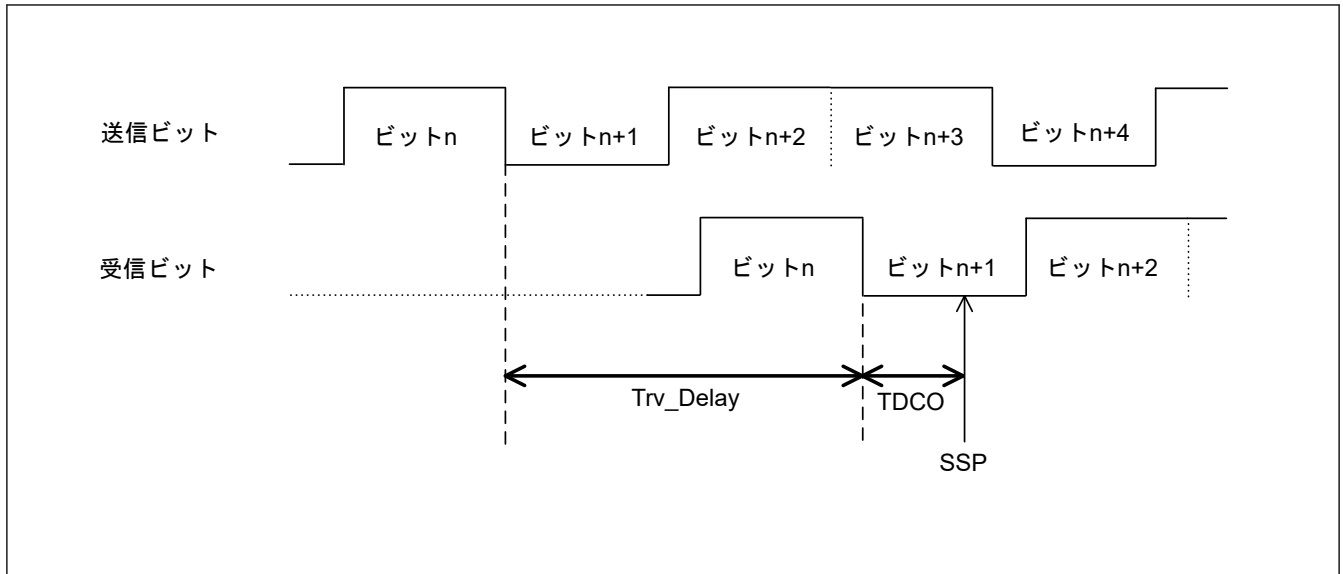 送信ビット
ビットn
ビットn+1
ビットn+2
ビットn+3
ビットn+4
受信ビット
ビットn
ビットn+1
ビットn+2
Trv_Delay
TDCO
SSP